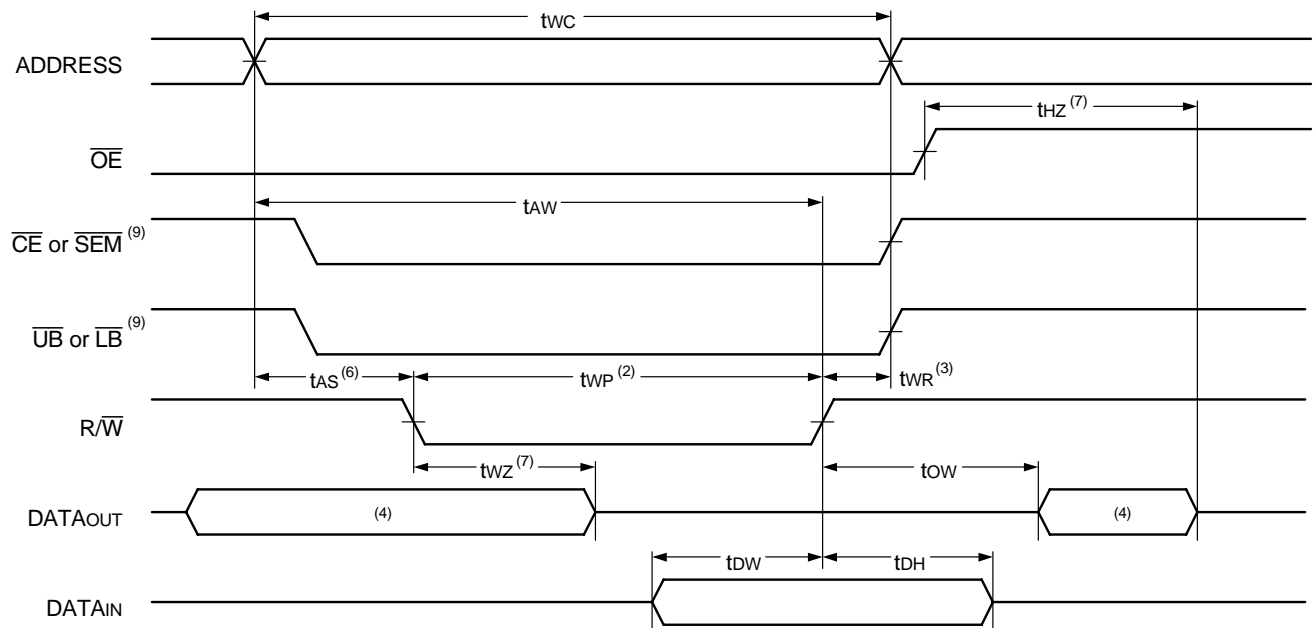 tWC
ADDRESS
tHZ (7)
OE
tAW
CE or SEM (9)
UB or LB (9)
tAS (6) tWP (2) tWR (3)
R/W
tWZ (7) tOW
DATAOUT (4) (4)
tDW tDH
DATAIN